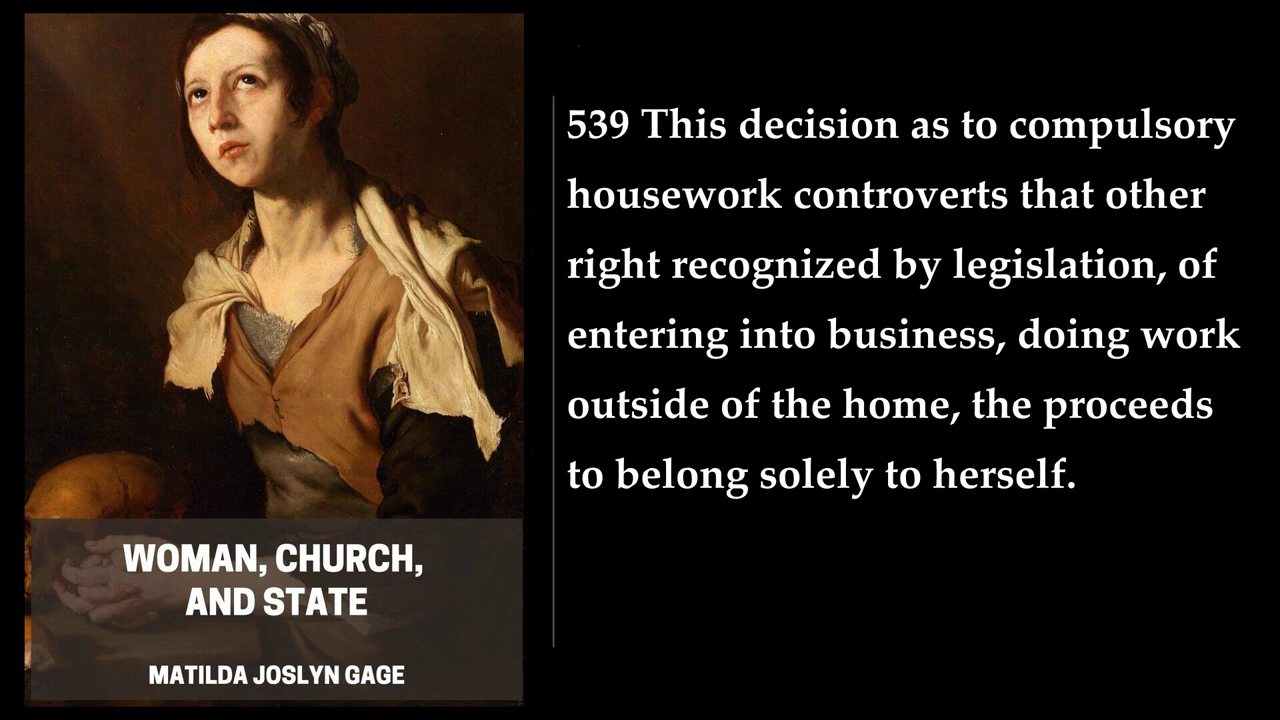 WOMAN, CHURCH,
AND STATE
MATILDA JOSLYN GAGE
539 This decision as to compulsory
housework controverts that other
right recognized by legislation, of
entering into business, doing work
outside of the home, the proceeds
to belong solely to herself.